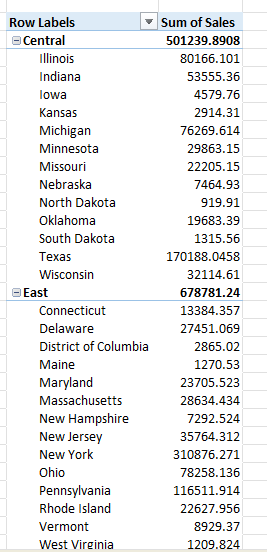 Row Labels Sum of Sales
Central 501239.8908
Illinois 80166.101
Indiana 53555.36
Iowa 4579.76
Kansas 2914.31
Michigan 76269.614
Minnesota 29863.15
Missouri 22205.15
Nebraska 7464.93
North Dakota 919.91
Oklahoma 19683.39
South Dakota 1315.56
Texas 170188.0458
Wisconsin 32114.61
East 678781.24
Connecticut 13384.357
Delaware 27451.069
District of Columbia 2865.02
Maine 1270.53
Maryland 23705.523
Massachusetts 28634.434
New Hampshire 7292.524
New Jersey 35764.312
New York 310876.271
Ohio 78258.136
Pennsylvania 116511.914
Rhode Island 22627.956
Vermont 8929.37
West Virginia 1209.824